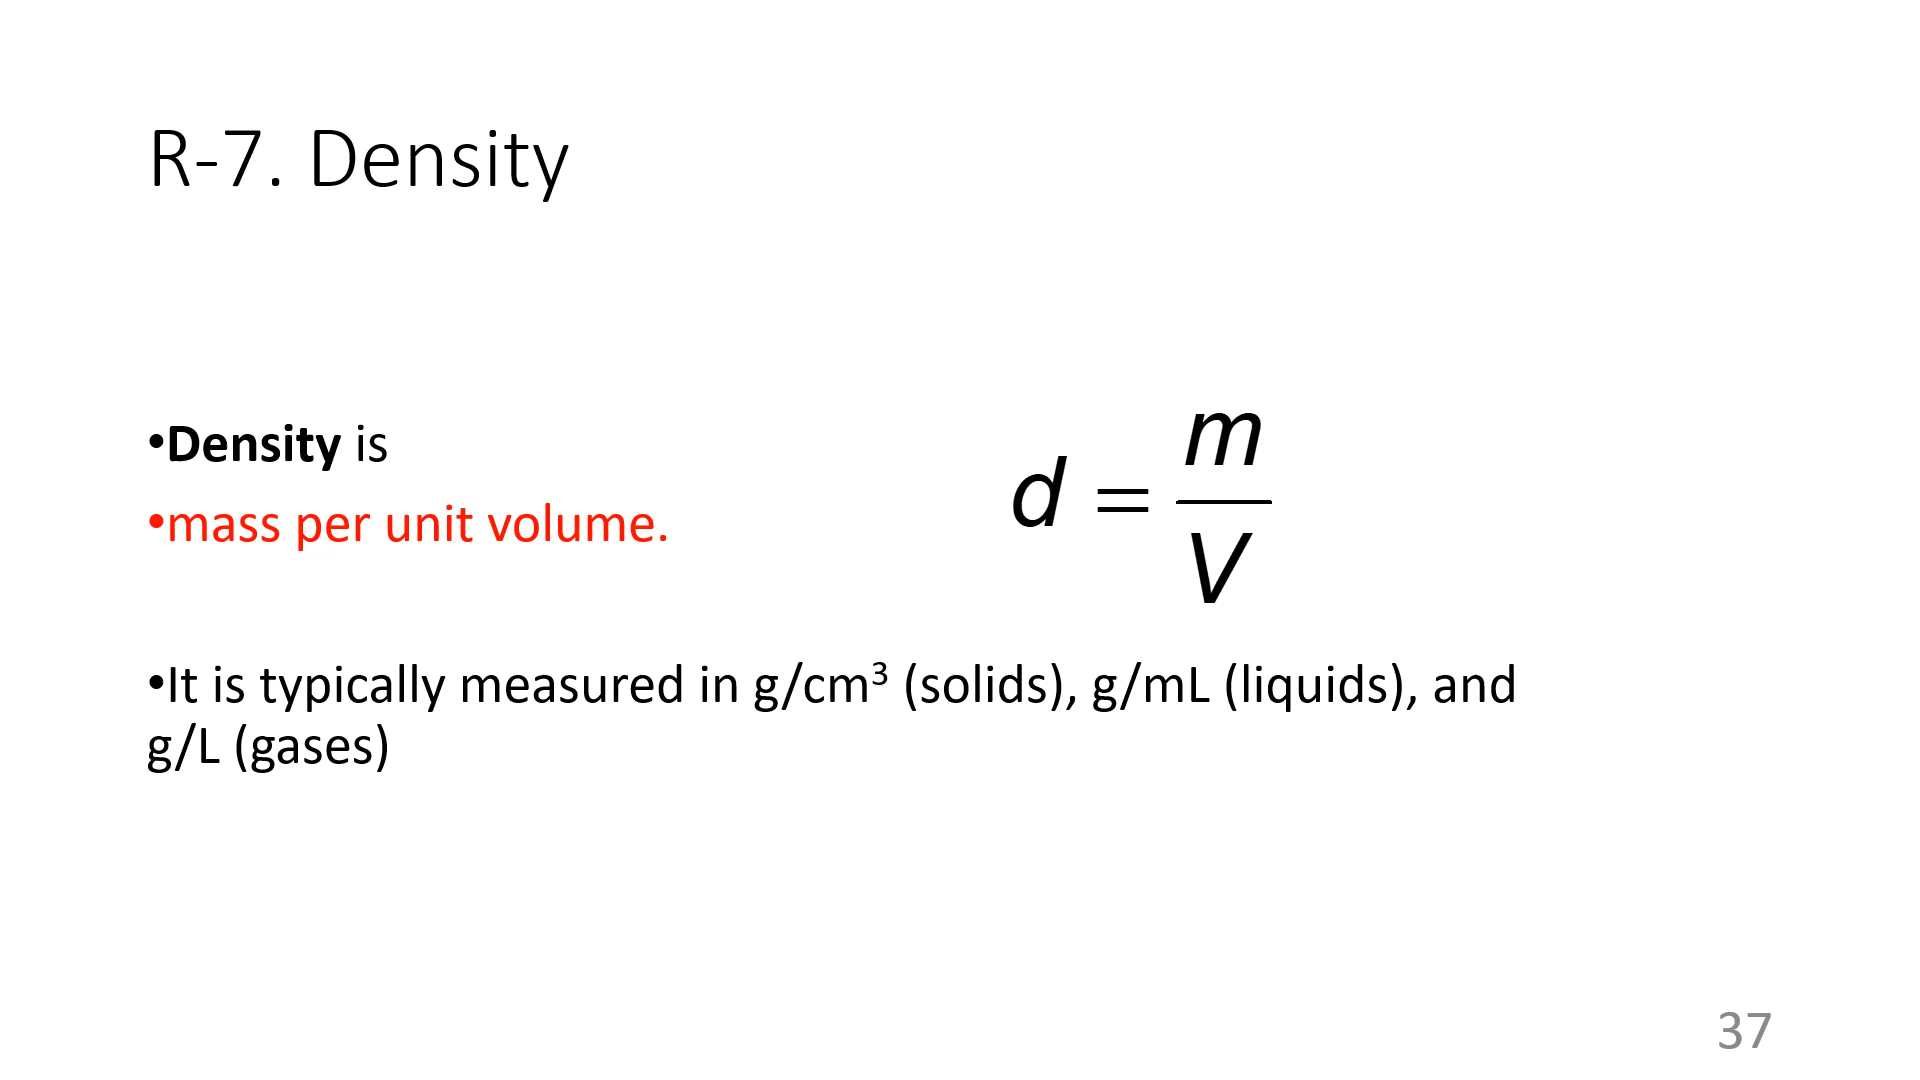 R-7. Density
•Density is
•mass per unit volume.
d = m/V
•It is typically measured in g/cm³ (solids), g/mL (liquids), and
g/L (gases)
37